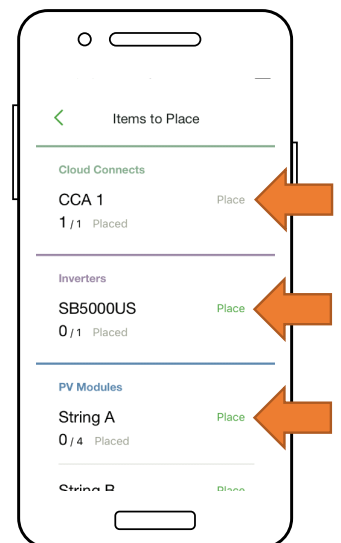 Items to Place
Cloud Connects
CCA 1 Place
1 / 1 Placed
Inverters
SB5000US Place
0 / 1 Placed
PV Modules
String A Place
0 / 4 Placed
String B Place